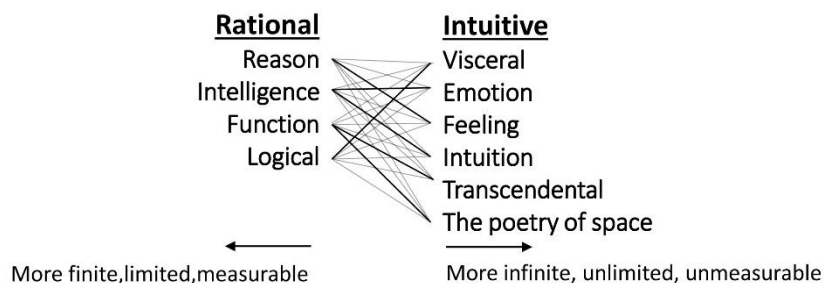 Rational
Reason
Intelligence
Function
Logical
Intuitive
Visceral
Emotion
Feeling
Intuition
Transcendental
The poetry of space
More finite,limited,measurable
More infinite, unlimited, unmeasurable